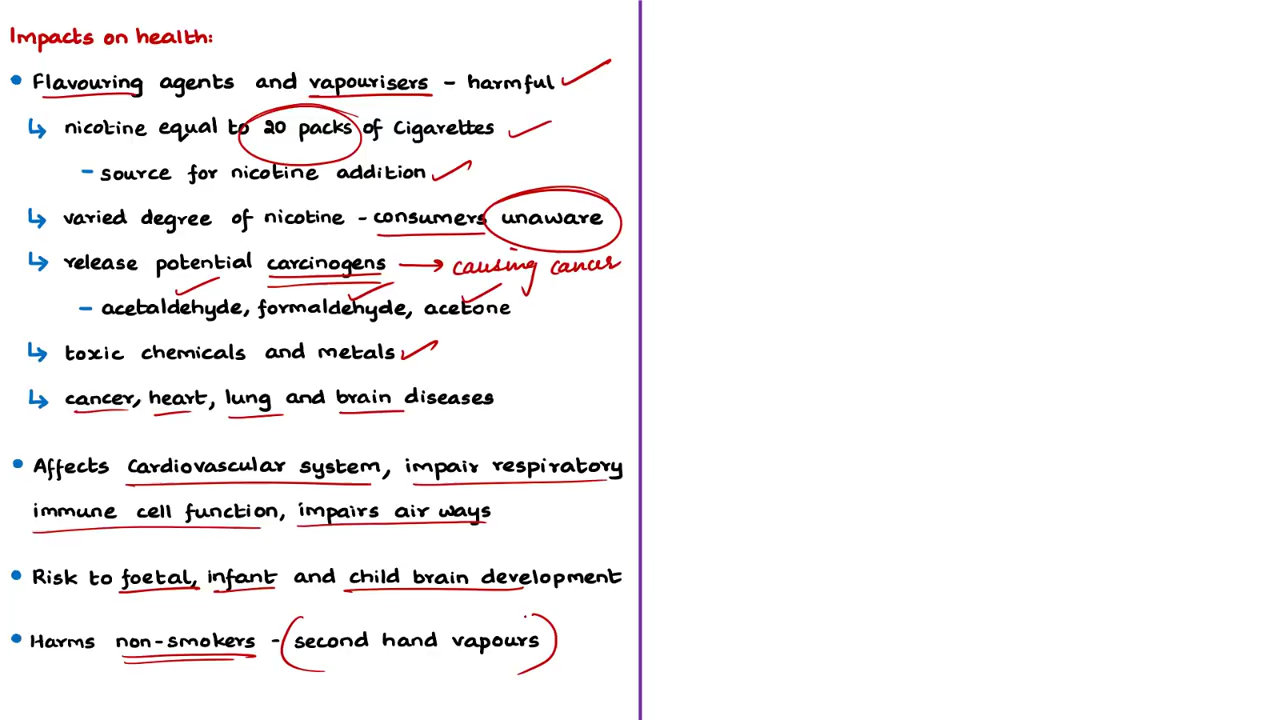 Impacts on health:
• Flavouring agents and vapourisers - harmful
↳ nicotine equal to 20 packs of Cigarettes
- source for nicotine addition
↳ varied degree of nicotine - consumers unaware
↳ release potential carcinogens → causing cancer
- acetaldehyde, formaldehyde, acetone
↳ toxic chemicals and metals
↳ cancer, heart, lung and brain diseases
• Affects Cardiovascular system, impair respiratory
immune cell function, impairs air ways
• Risk to foetal, infant and child brain development
• Harms non-smokers - (second hand vapours)